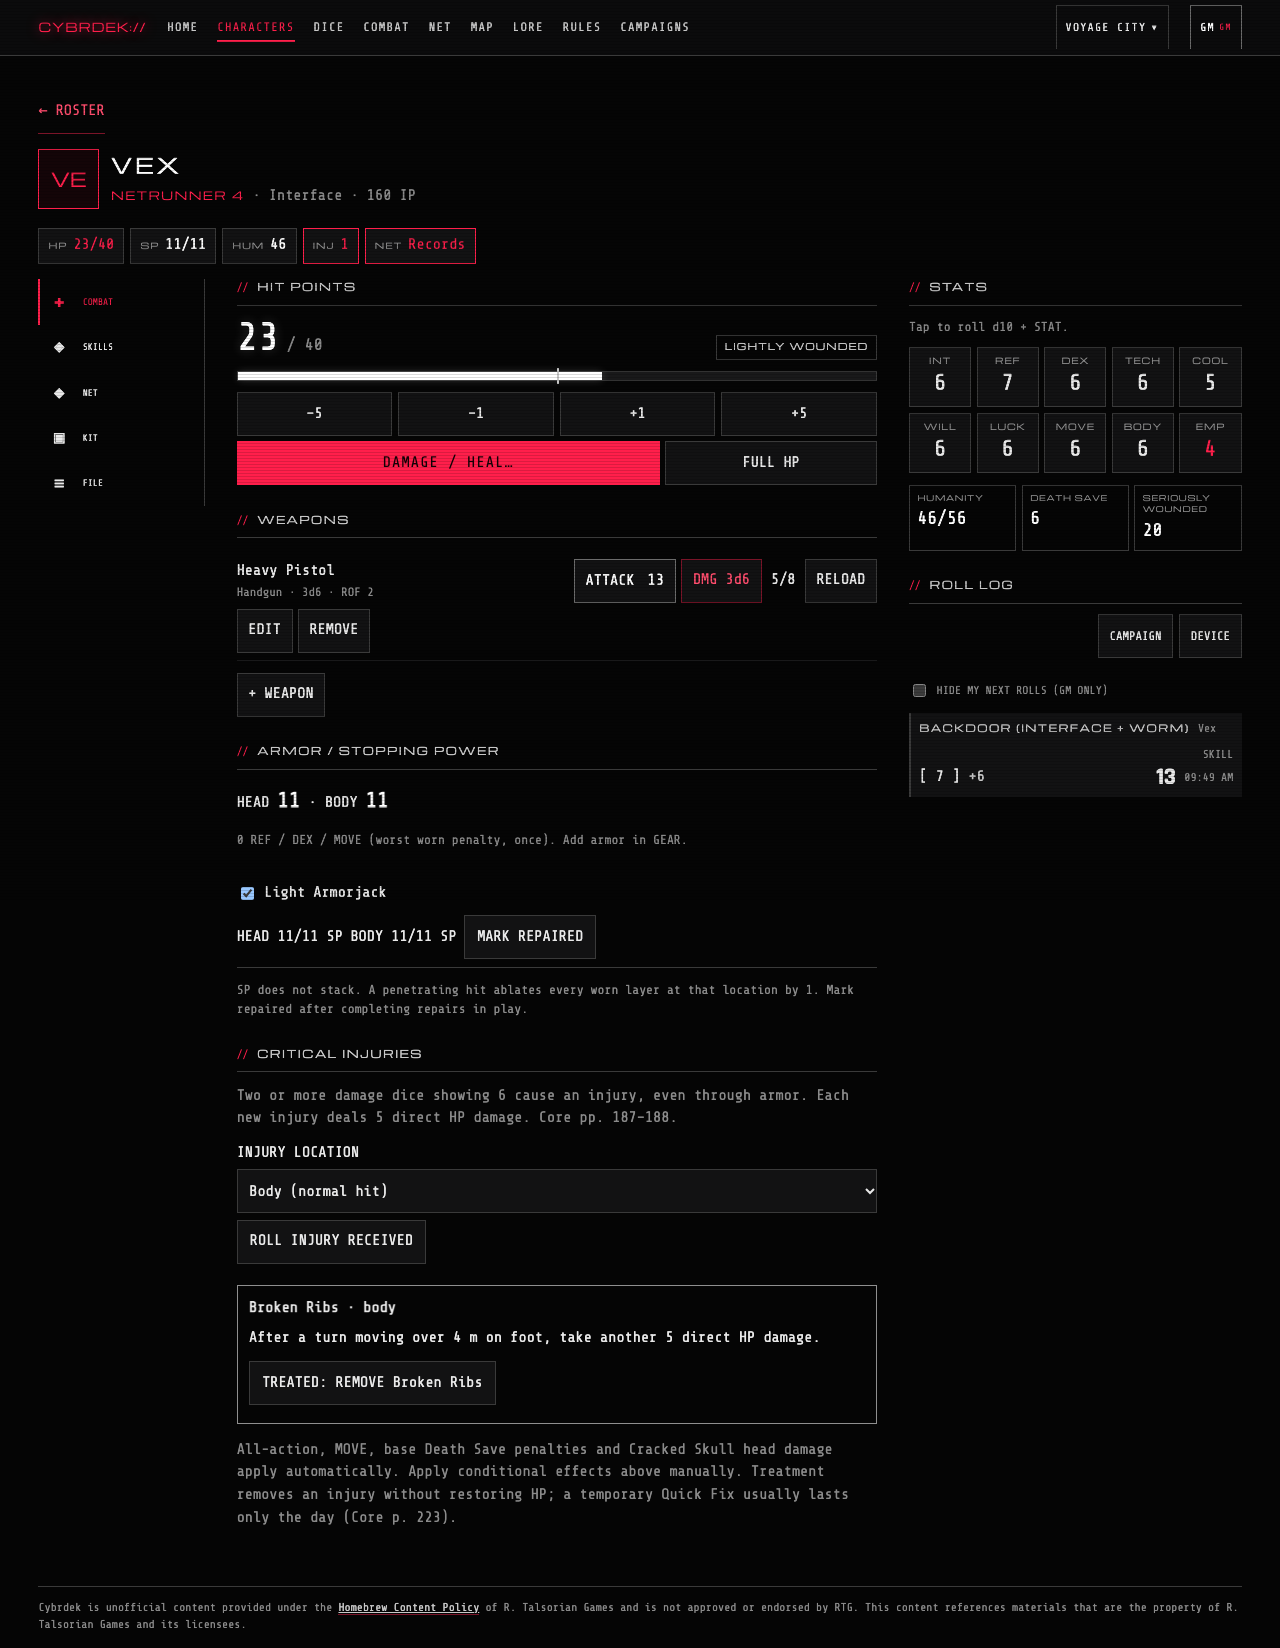 CYBRDEK:// HOME CHARACTERS DICE COMBAT NET MAP LORE RULES CAMPAIGNS VOYAGE CITY ▾ GM GM
← ROSTER
VE
VEX
NETRUNNER 4 · Interface · 160 IP
HP 23/40 SP 11/11 HUM 46 INJ 1 NET Records
COMBAT
SKILLS
NET
KIT
FILE
// HIT POINTS
23 / 40 LIGHTLY WOUNDED
−5 −1 +1 +5
DAMAGE / HEAL… FULL HP
// WEAPONS
Heavy Pistol
Handgun · 3d6 · ROF 2
ATTACK 13 DMG 3d6 5/8 RELOAD
EDIT REMOVE
+ WEAPON
// ARMOR / STOPPING POWER
HEAD 11 · BODY 11
0 REF / DEX / MOVE (worst worn penalty, once). Add armor in GEAR.
Light Armorjack
HEAD 11/11 SP BODY 11/11 SP MARK REPAIRED
SP does not stack. A penetrating hit ablates every worn layer at that location by 1. Mark
repaired after completing repairs in play.
// CRITICAL INJURIES
Two or more damage dice showing 6 cause an injury, even through armor. Each
new injury deals 5 direct HP damage. Core pp. 187–188.
INJURY LOCATION
Body (normal hit)
ROLL INJURY RECEIVED
Broken Ribs · body
After a turn moving over 4 m on foot, take another 5 direct HP damage.
TREATED: REMOVE Broken Ribs
All-action, MOVE, base Death Save penalties and Cracked Skull head damage
apply automatically. Apply conditional effects above manually. Treatment
removes an injury without restoring HP; a temporary Quick Fix usually lasts
only the day (Core p. 223).
// STATS
Tap to roll d10 + STAT.
INT REF DEX TECH COOL
6 7 6 6 5
WILL LUCK MOVE BODY EMP
6 6 6 6 4
HUMANITY
46/56
DEATH SAVE
6
SERIOUSLY
WOUNDED
20
// ROLL LOG
CAMPAIGN DEVICE
HIDE MY NEXT ROLLS (GM ONLY)
BACKDOOR (INTERFACE + WORM) Vex
SKILL
[ 7 ] +6 13 09:49 AM
Cybrdek is unofficial content provided under the Homebrew Content Policy of R. Talsorian Games and is not approved or endorsed by RTG. This content references materials that are the property of R.
Talsorian Games and its licensees.